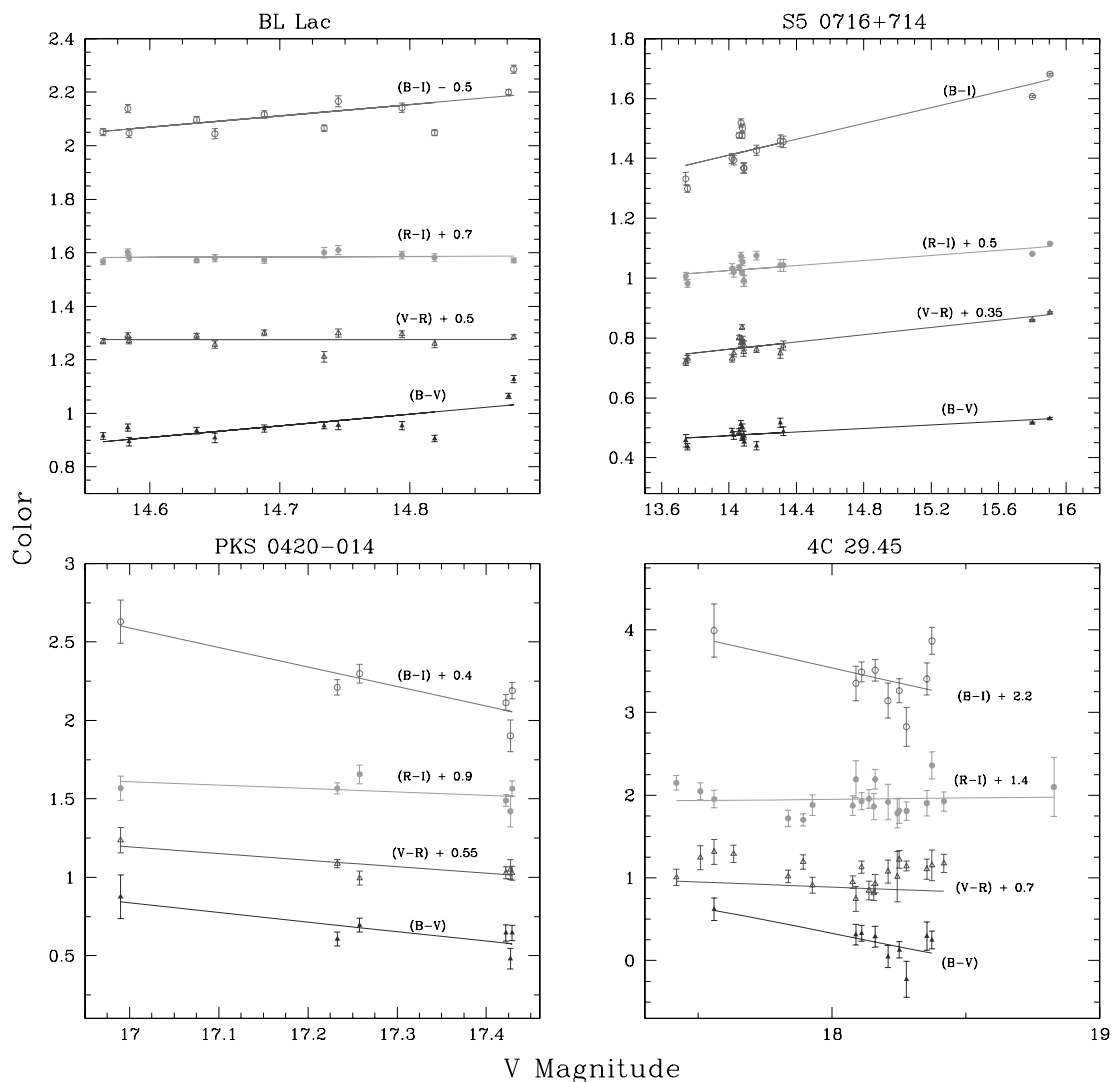 BL Lac
S5 0716+714
2.4
2.2
2
1.8
1.6
1.4
1.2
1
0.8
(B-I) - 0.5
(R-I) + 0.7
(V-R) + 0.5
(B-V)
14.6
14.7
14.8
1.8
1.6
1.4
1.2
1
0.8
0.6
0.4
(B-I)
(R-I) + 0.5
(V-R) + 0.35
(B-V)
13.6
14
14.4
14.8
15.2
15.6
16
Color
PKS 0420-014
4C 29.45
3
2.5
2
1.5
1
0.5
(B-I) + 0.4
(R-I) + 0.9
(V-R) + 0.55
(B-V)
17
17.1
17.2
17.3
17.4
4
3
2
1
0
(B-I) + 2.2
(R-I) + 1.4
(V-R) + 0.7
(B-V)
18
19
V Magnitude